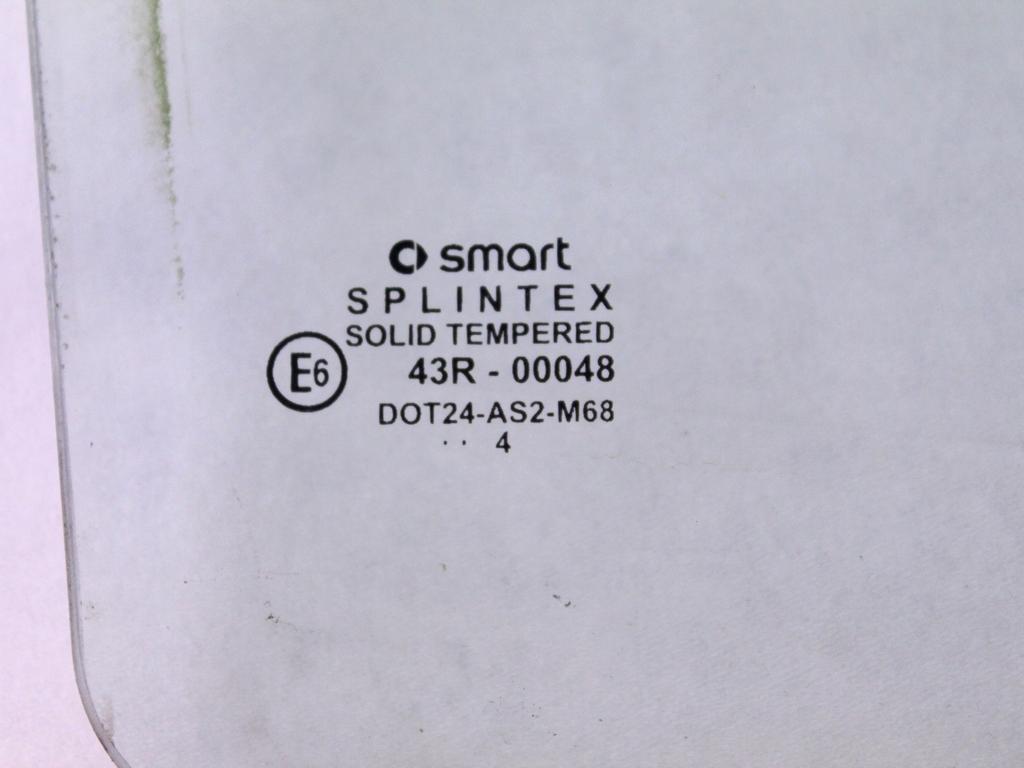 smart
SPLINTEX
SOLID TEMPERED
E6
43R - 00048
DOT24-AS2-M68
·· 4